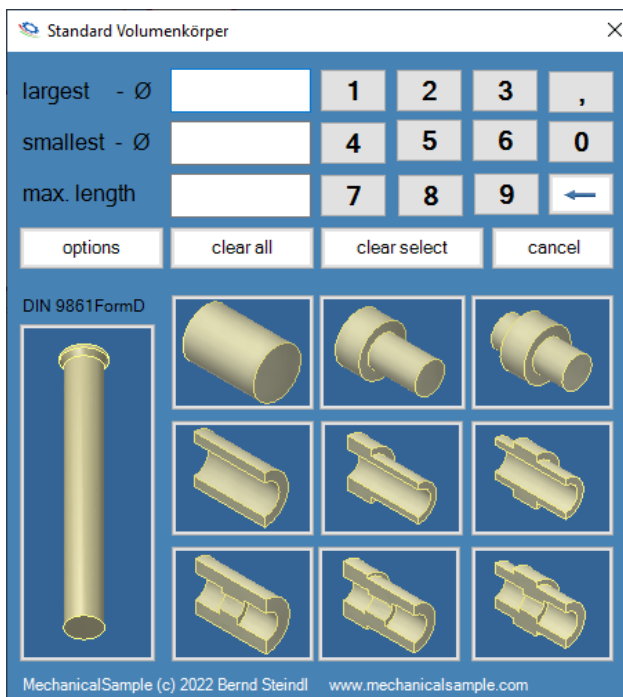 Standard Volumenkörper
largest - Ø 1 2 3 ,
smallest - Ø 4 5 6 0
max. length 7 8 9
options clear all clear select cancel
DIN 9861FormD
MechanicalSample (c) 2022 Bernd Steindl www.mechanicalsample.com